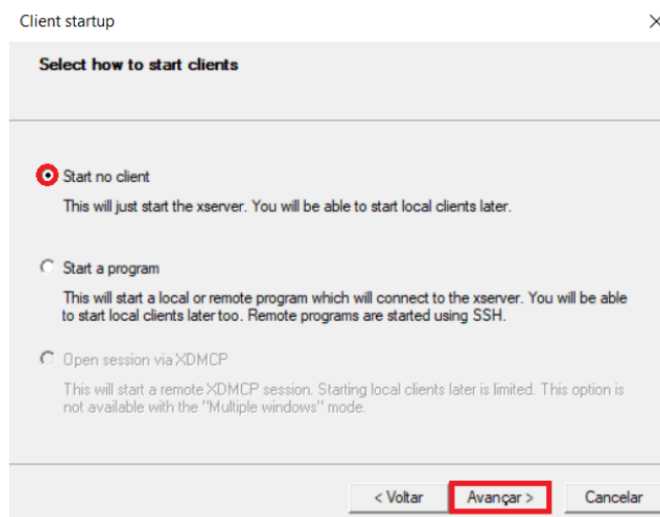 Client startup
Select how to start clients
Start no client
This will just start the xserver. You will be able to start local clients later.
Start a program
This will start a local or remote program which will connect to the xserver. You will be able
to start local clients later too. Remote programs are started using SSH.
Open session via XDMCP
This will start a remote XDMCP session. Starting local clients later is limited. This option is
not available with the "Multiple windows" mode.
< Voltar Avançar > Cancelar